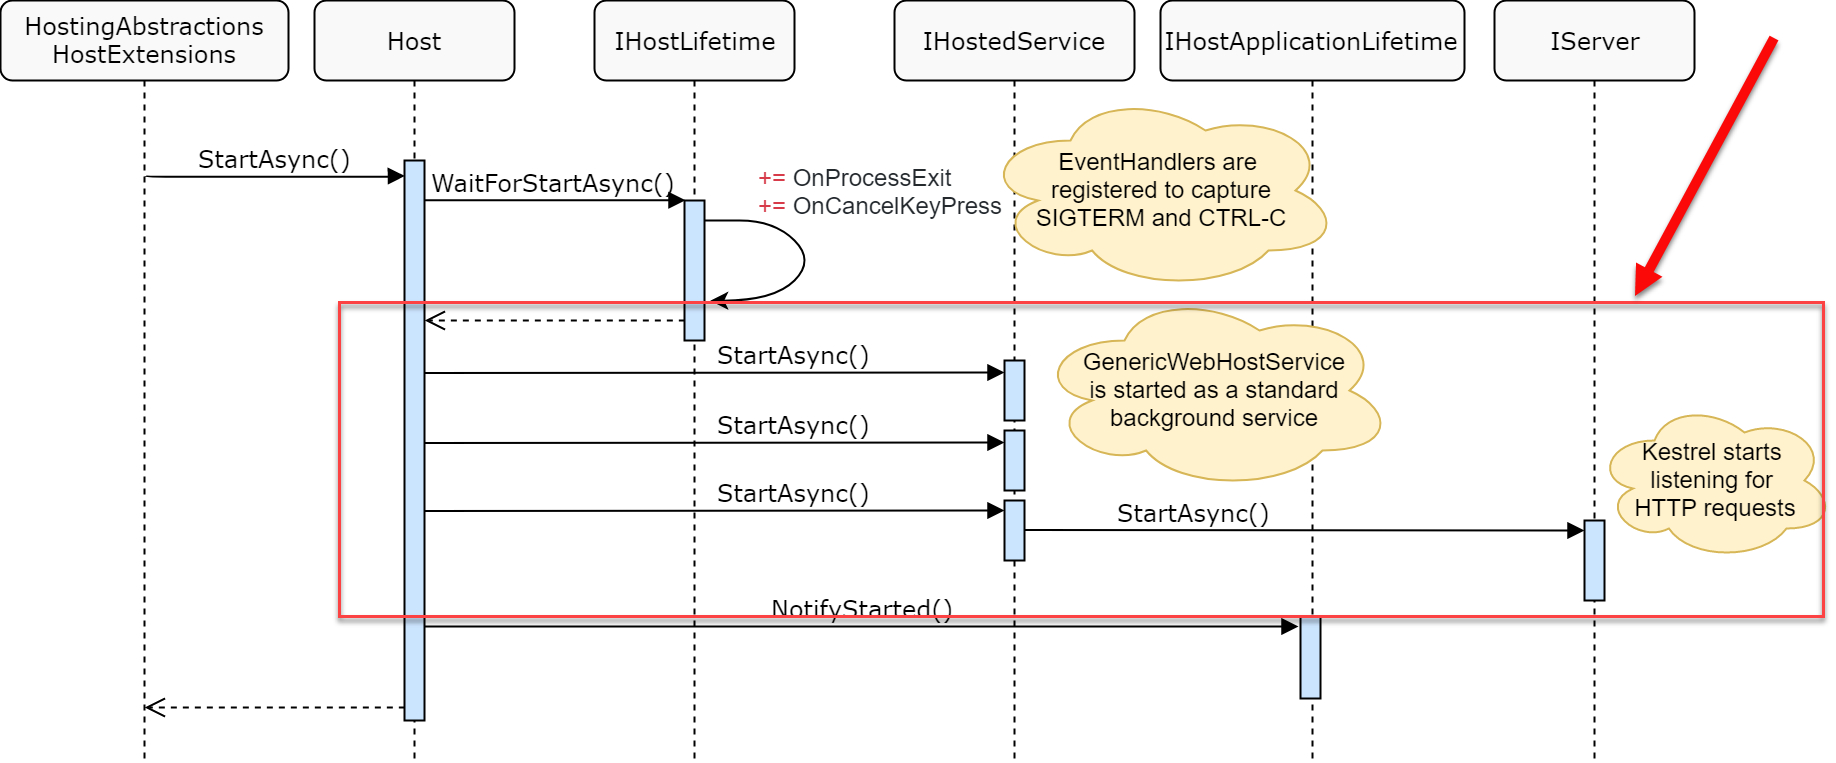 HostingAbstractions
HostExtensions
Host
IHostLifetime
IHostedService
IHostApplicationLifetime
IServer
StartAsync()
WaitForStartAsync()
+= OnProcessExit
+= OnCancelKeyPress
EventHandlers are
registered to capture
SIGTERM and CTRL-C
StartAsync()
GenericWebHostService
is started as a standard
background service
StartAsync()
StartAsync()
StartAsync()
Kestrel starts
listening for
HTTP requests
NotifyStarted()